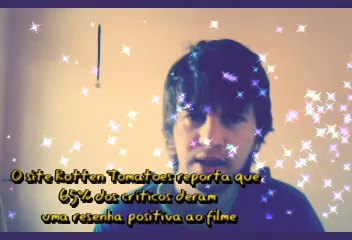 O site Rotten Tomatoes reporta que
65% dos críticos deram
uma resenha positiva ao filme